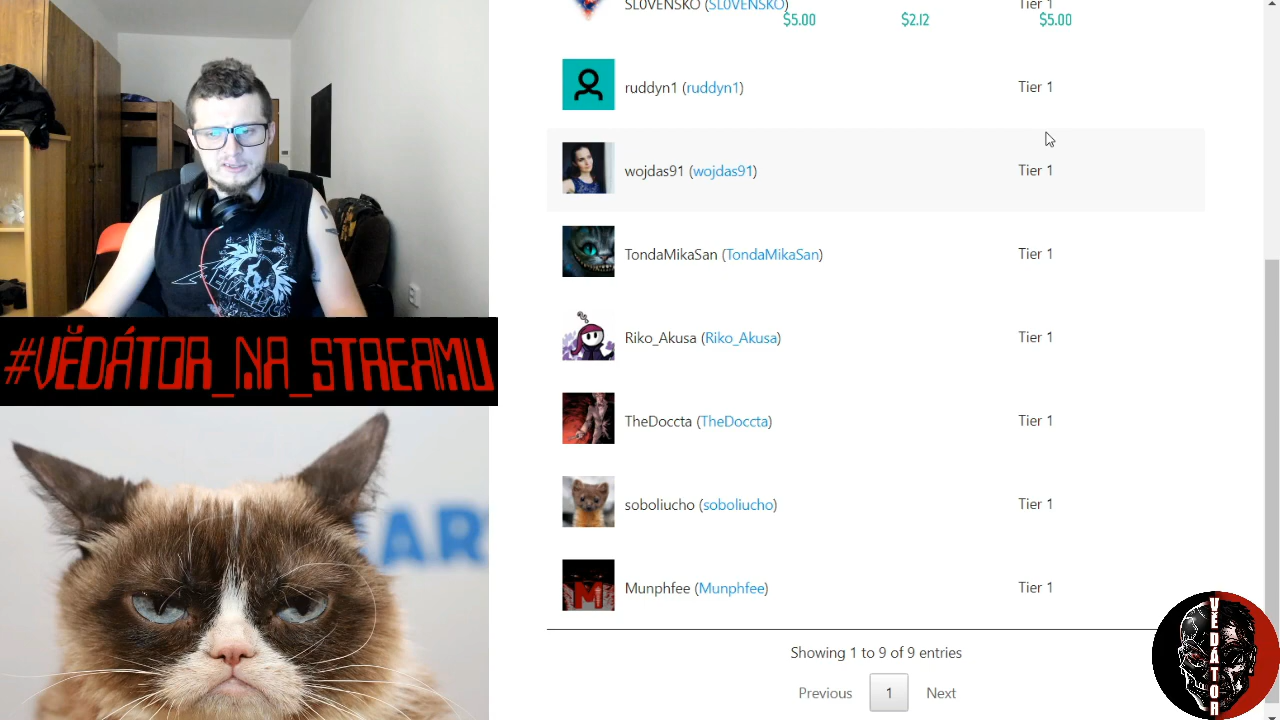 SL0VENSKO (SL0VENSKO) Tier 1
$5.00 $2.12 $5.00
ruddyn1 (ruddyn1) Tier 1
wojdas91 (wojdas91) Tier 1
TondaMikaSan (TondaMikaSan) Tier 1
Riko_Akusa (Riko_Akusa) Tier 1
TheDoccta (TheDoccta) Tier 1
soboliucho (soboliucho) Tier 1
Munphfee (Munphfee) Tier 1
Showing 1 to 9 of 9 entries
Previous 1 Next
#VĚDÁTOR_NA_STREAMU
EAR
M
VĚDÁTOR